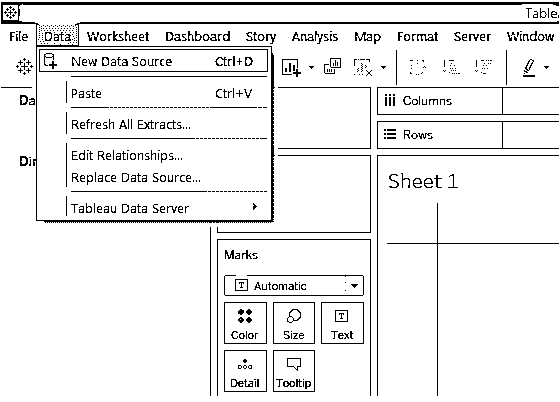 Tablea
File Data Worksheet Dashboard Story Analysis Map Format Server Window
New Data Source Ctrl+D
Paste Ctrl+V
Refresh All Extracts...
Edit Relationships...
Replace Data Source...
Tableau Data Server
Da
Dir
Columns
Rows
Sheet 1
Marks
Automatic
Color Size Text
Detail Tooltip